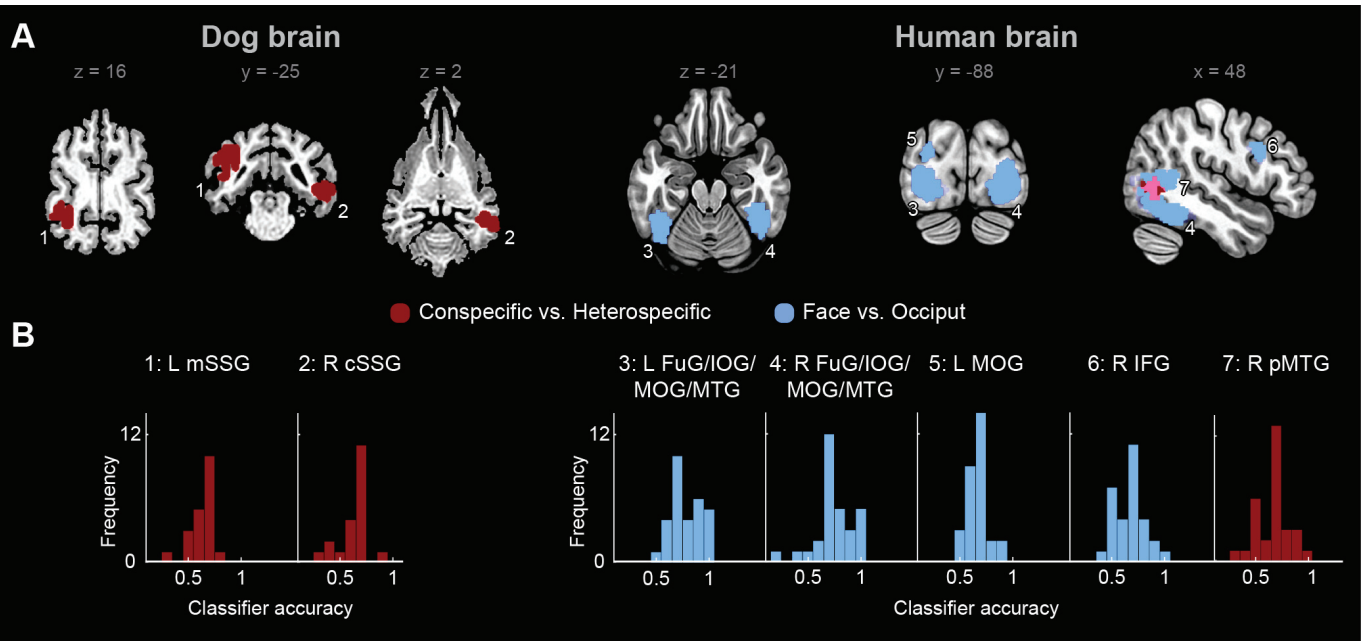 A
Dog brain
Human brain
z = 16
y = -25
z = 2
z = -21
y = -88
x = 48
1
1
2
2
3
4
5
3
4
6
7
4
Conspecific vs. Heterospecific
Face vs. Occiput
B
1: L mSSG
2: R cSSG
3: L FuG/IOG/
MOG/MTG
4: R FuG/IOG/
MOG/MTG
5: L MOG
6: R IFG
7: R pMTG
Frequency
12
0
0.5
1
0.5
1
Classifier accuracy
Frequency
12
0
0.5
1
0.5
1
0.5
1
0.5
1
0.5
1
Classifier accuracy